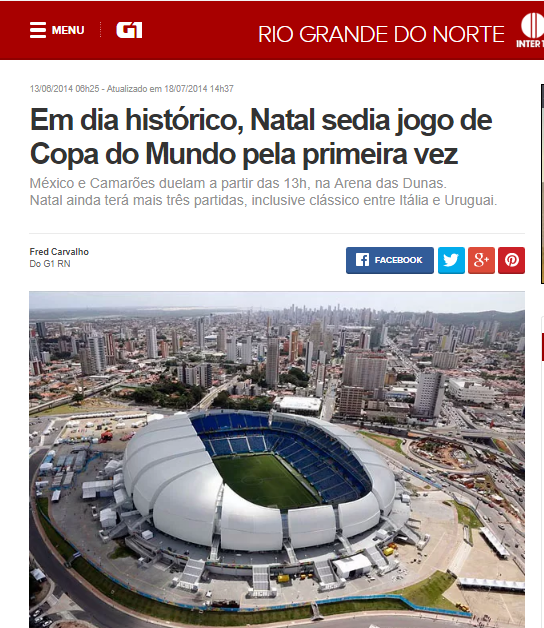 MENU
G1
RIO GRANDE DO NORTE
INTER
13/06/2014 06h25 - Atualizado em 18/07/2014 14h37
Em dia histórico, Natal sedia jogo de
Copa do Mundo pela primeira vez
México e Camarões duelam a partir das 13h, na Arena das Dunas.
Natal ainda terá mais três partidas, inclusive clássico entre Itália e Uruguai.
Fred Carvalho
Do G1 RN
FACEBOOK